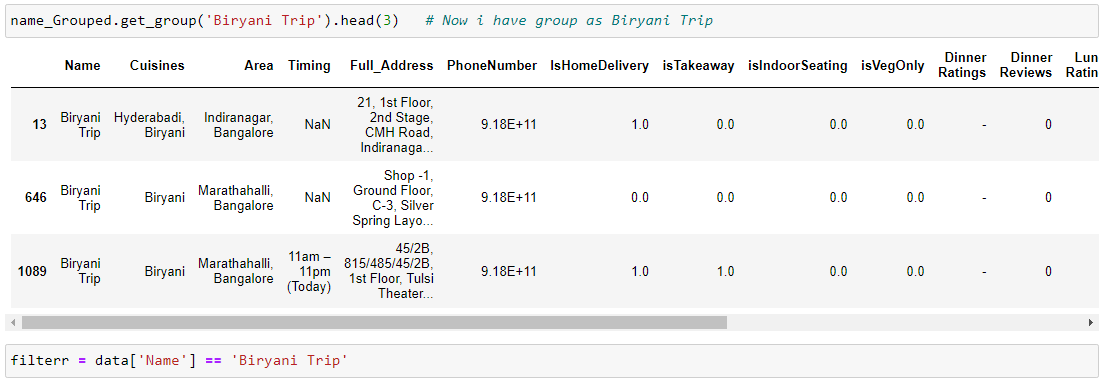 name_Grouped.get_group('Biryani Trip').head(3) # Now i have group as Biryani Trip
Name Cuisines Area Timing Full_Address PhoneNumber IsHomeDelivery isTakeaway isIndoorSeating isVegOnly Dinner Ratings Dinner Reviews Lun Ratin
13 Biryani Trip Hyderabadi, Biryani Indiranagar, Bangalore NaN 21, 1st Floor, 2nd Stage, CMH Road, Indiranaga... 9.18E+11 1.0 0.0 0.0 0.0 - 0
646 Biryani Trip Biryani Marathahalli, Bangalore NaN Shop -1, Ground Floor, C-3, Silver Spring Layo... 9.18E+11 0.0 0.0 0.0 0.0 - 0
1089 Biryani Trip Biryani Marathahalli, Bangalore 11am – 11pm (Today) 45/2B, 815/485/45/2B, 1st Floor, Tulsi Theater... 9.18E+11 1.0 1.0 0.0 0.0 - 0
filterr = data['Name'] == 'Biryani Trip'